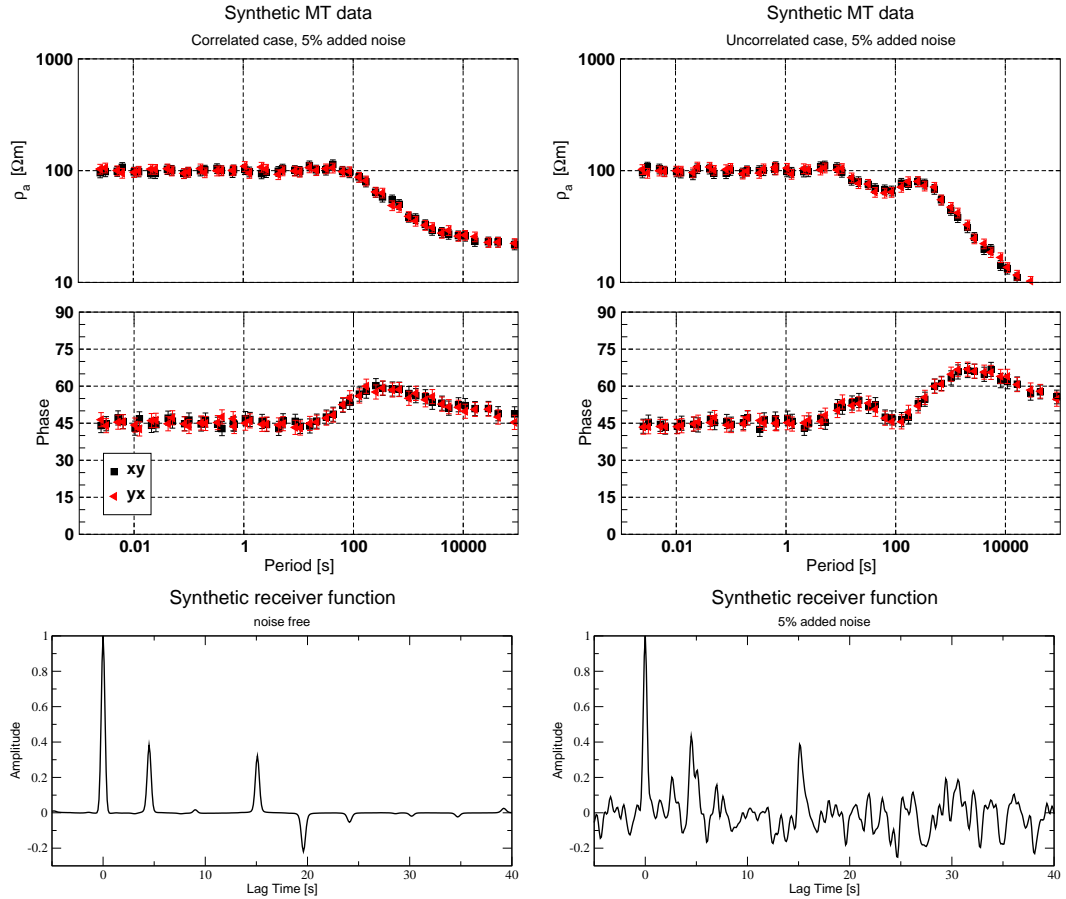 Synthetic MT data
Correlated case, 5% added noise
1000
100
10
ρa [Ωm]
90
75
60
45
30
15
0
Phase
xy
yx
0.01 1 100 10000
Period [s]
Synthetic MT data
Uncorrelated case, 5% added noise
1000
100
10
ρa [Ωm]
90
75
60
45
30
15
0
Phase
0.01 1 100 10000
Period [s]
Synthetic receiver function
noise free
1
0.8
0.6
0.4
0.2
0
-0.2
Amplitude
0 10 20 30 40
Lag Time [s]
Synthetic receiver function
5% added noise
1
0.8
0.6
0.4
0.2
0
-0.2
Amplitude
0 10 20 30 40
Lag Time [s]